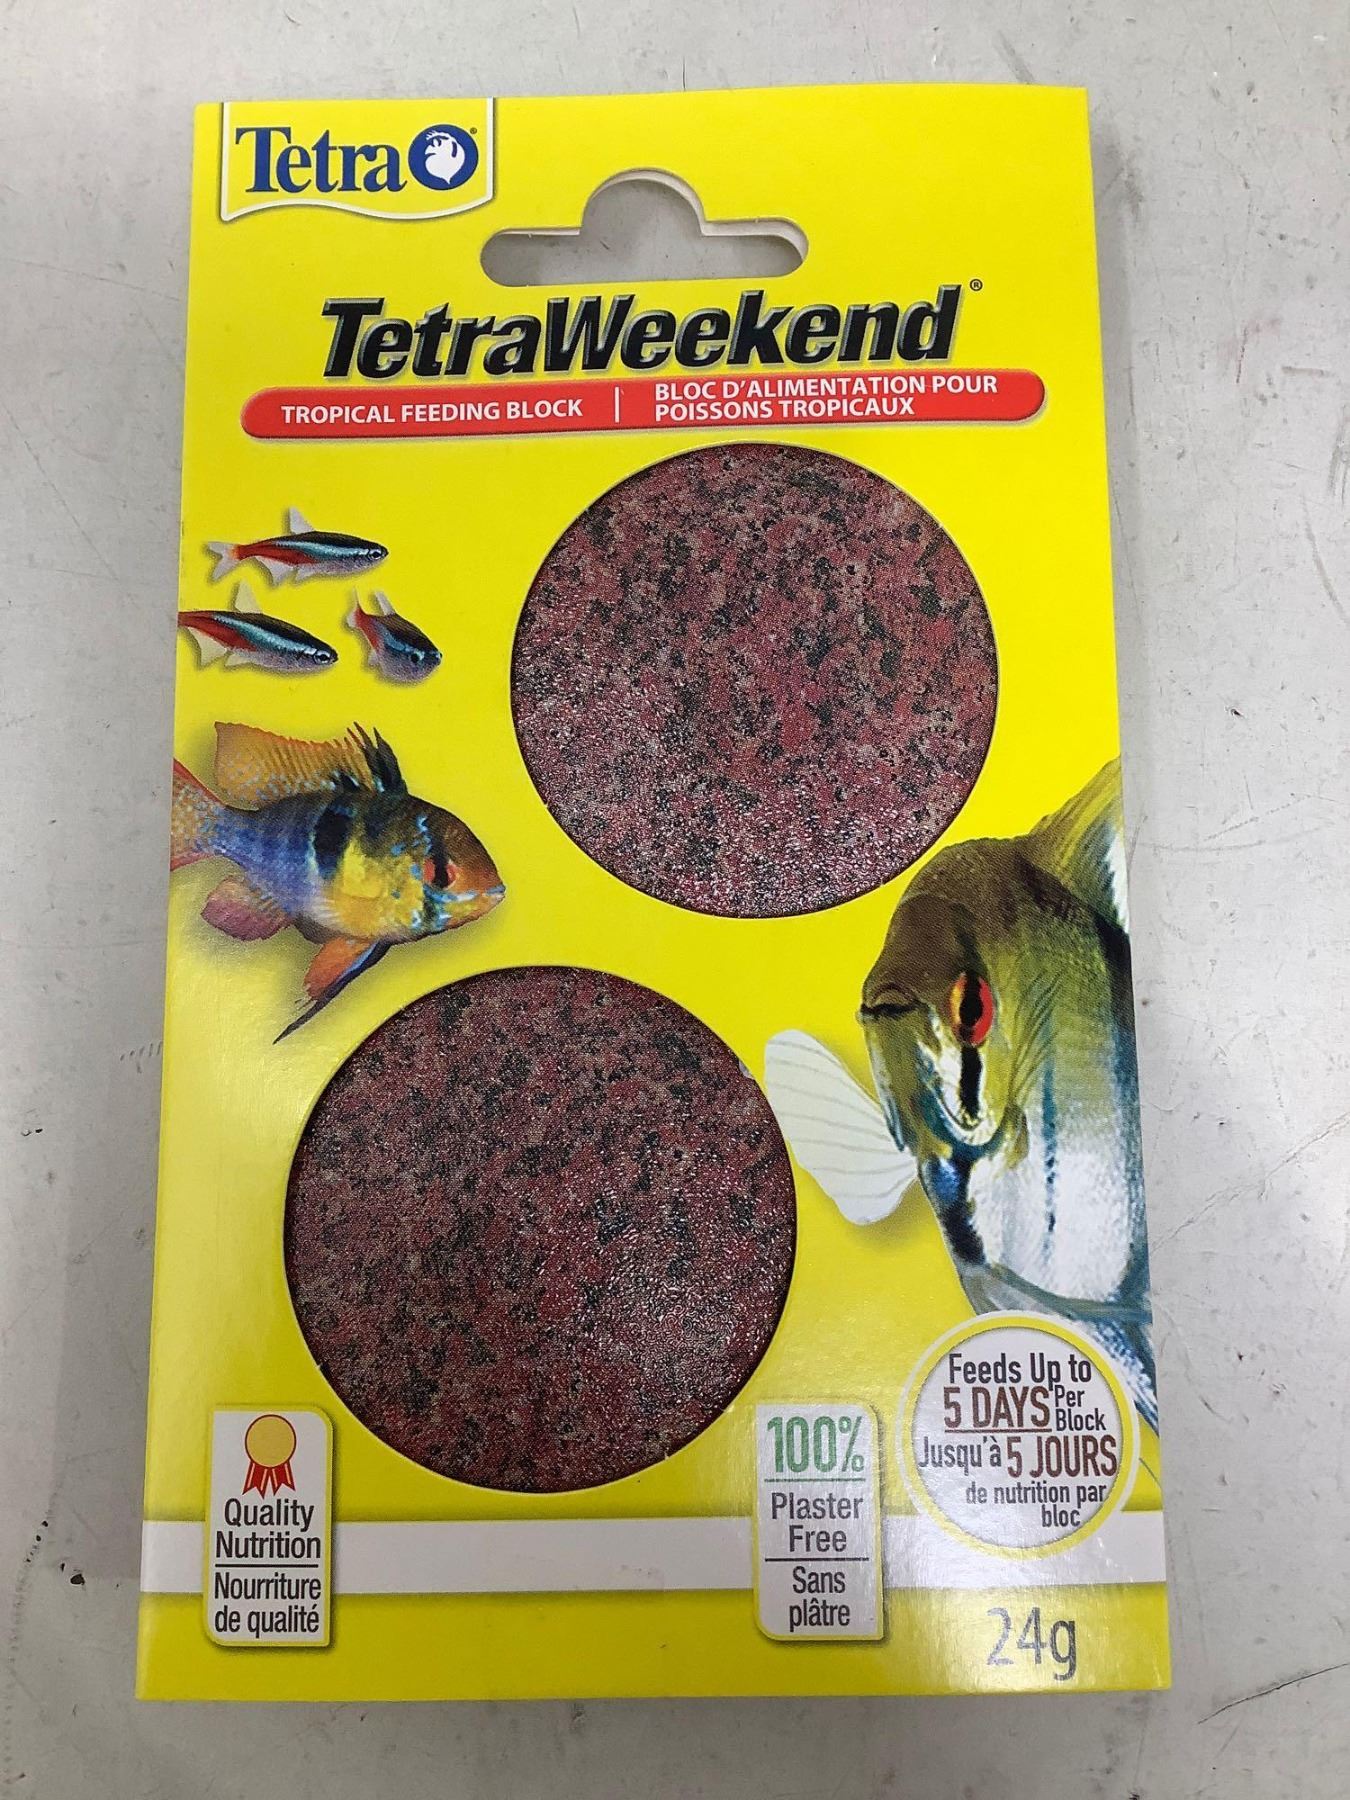 Tetra®
TetraWeekend®
TROPICAL FEEDING BLOCK
BLOC D'ALIMENTATION POUR
POISSONS TROPICAUX
Feeds Up to
5 DAYS Per
Block
Jusqu'à 5 JOURS
de nutrition par
bloc
Quality
Nutrition
Nourriture
de qualité
100%
Plaster
Free
Sans
plâtre
24g